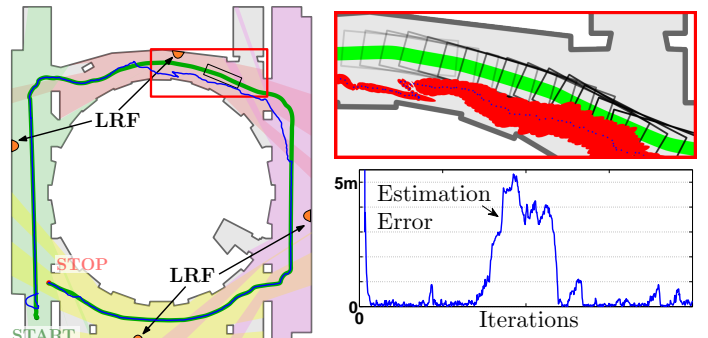 LRF
STOP
LRF
START
5m
Estimation
Error
0
0
Iterations